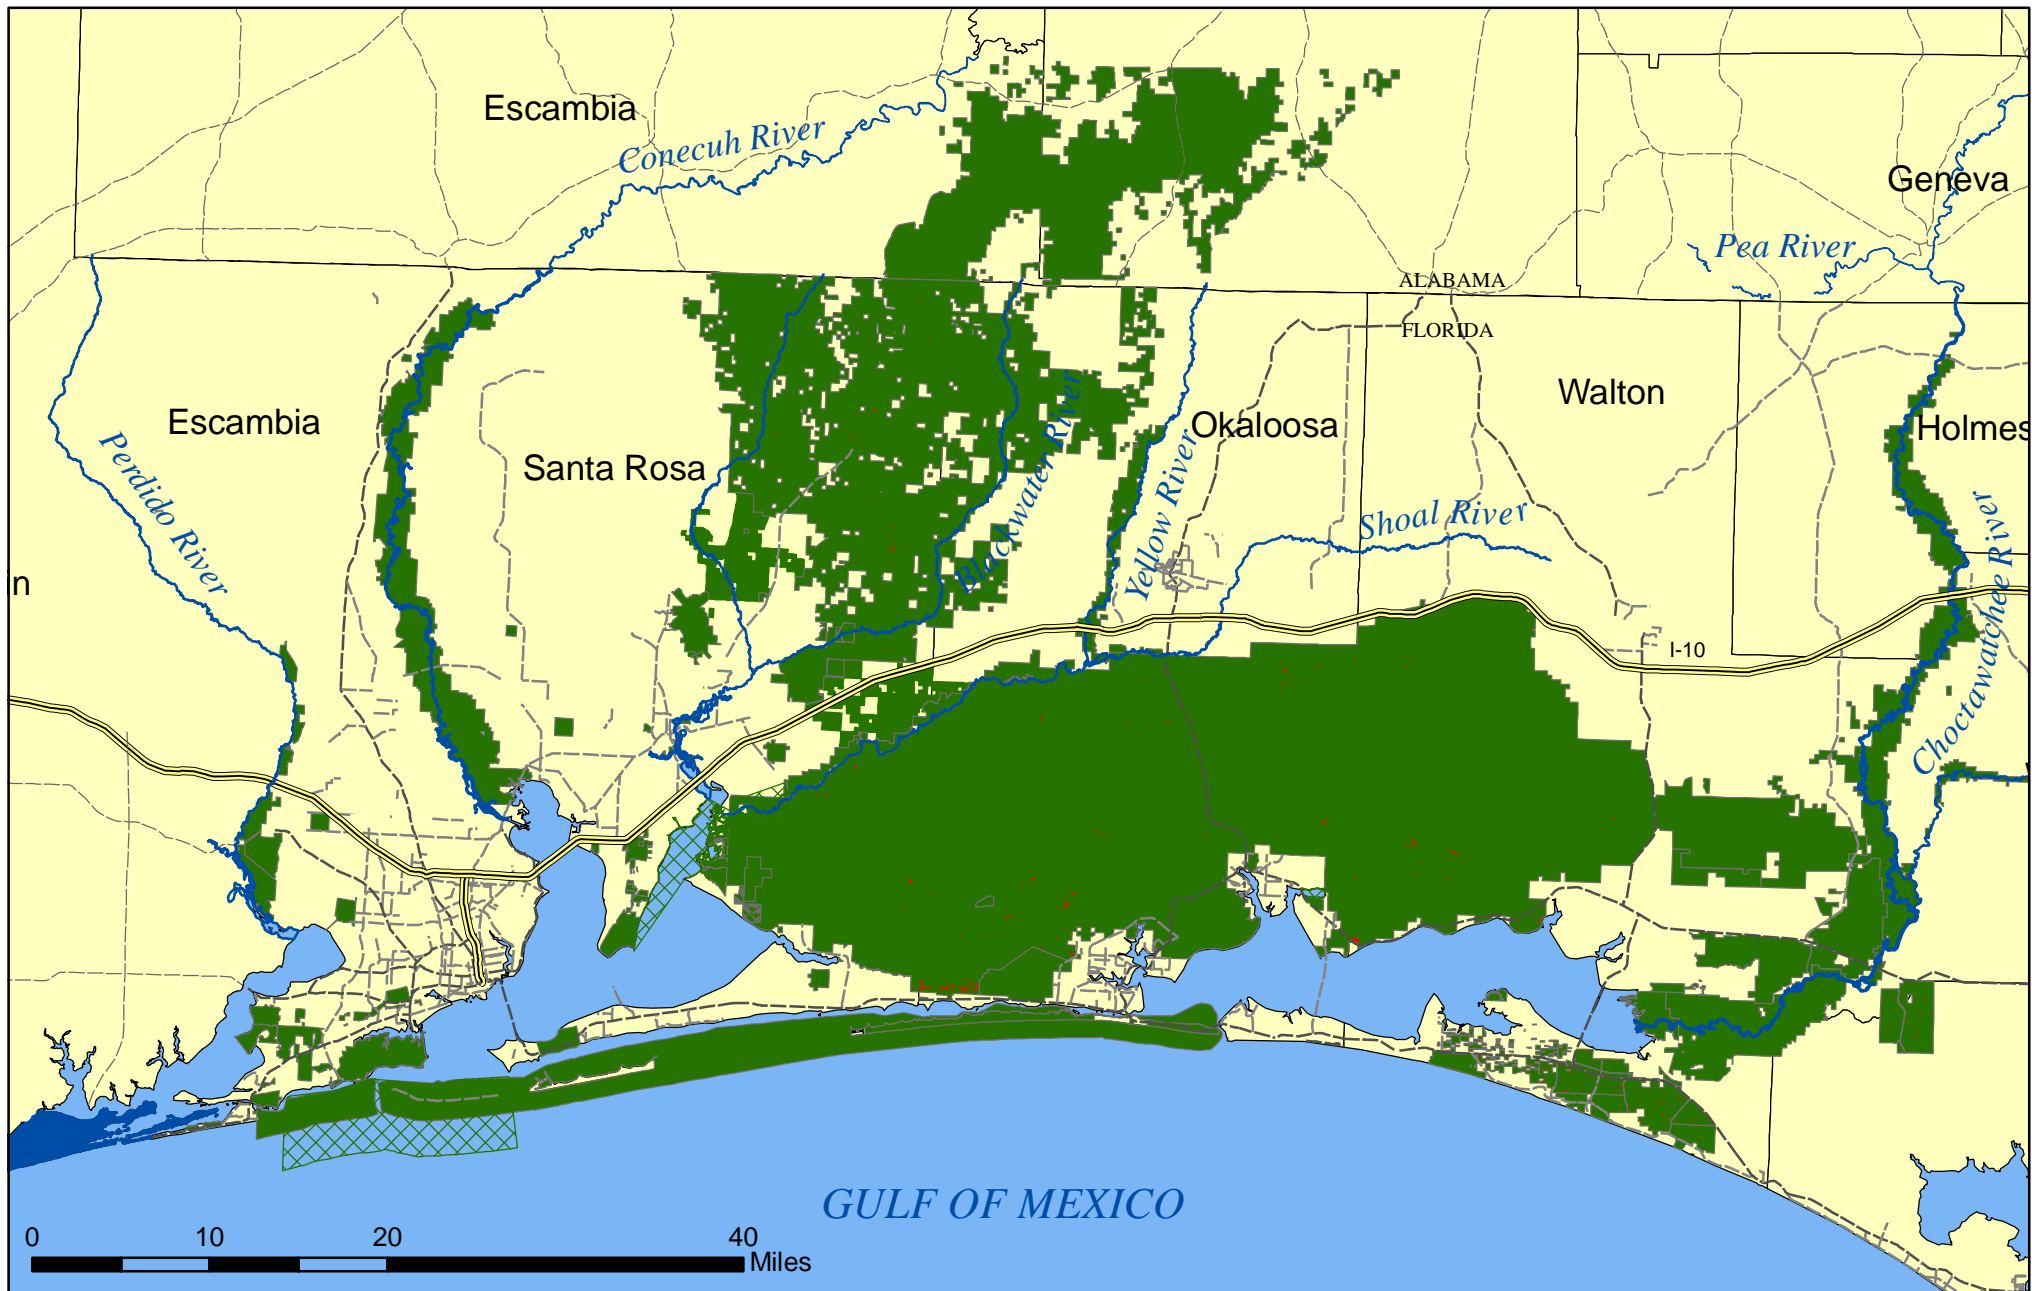 Escambia
Conecuh River
Geneva
Pea River
ALABAMA
FLORIDA
Walton
Escambia
Okaloosa
Holmes
Santa Rosa
Perdido River
Blackwater River
Yellow River
Shoal River
Choctawatchee River
in
I-10
GULF OF MEXICO
0 10 20 40
Miles